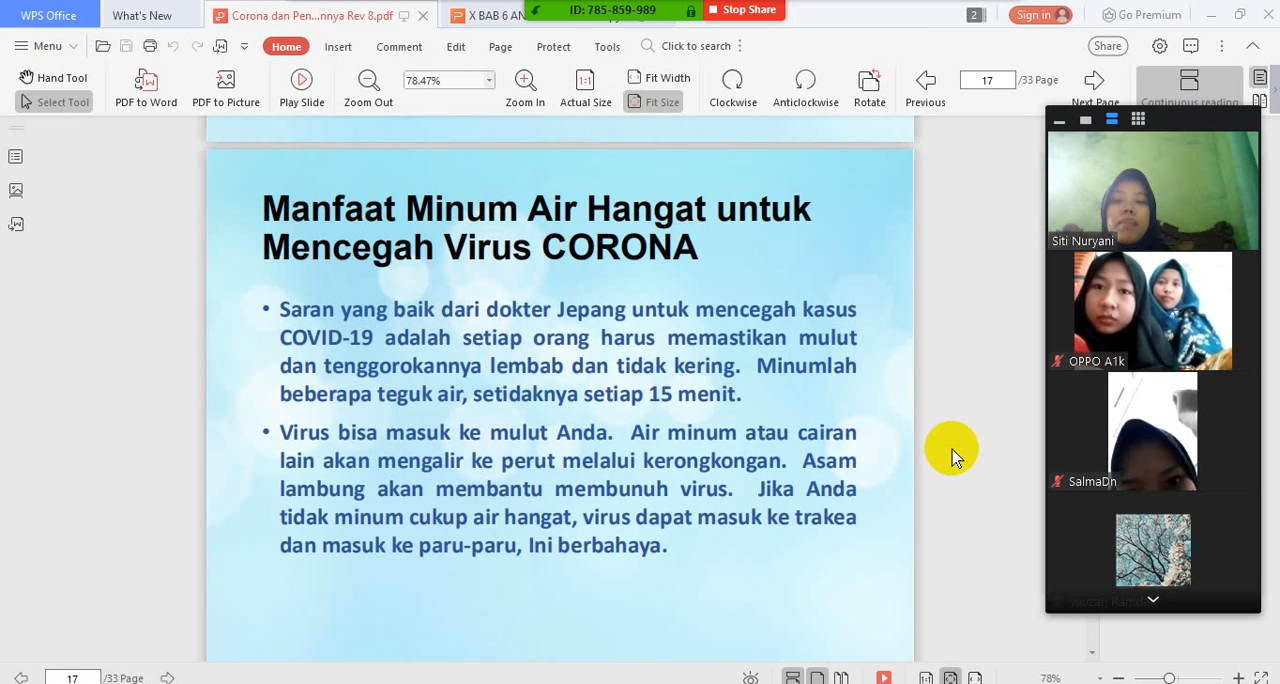 WPS Office
What's New
Corona dan Pen...nnya Rev 8.pdf
X BAB 6 AN
ID: 785-859-989
Stop Share
2
Sign in
Go Premium
Menu
Home
Insert
Comment
Edit
Page
Protect
Tools
Click to search
Share
Hand Tool
Select Tool
PDF to Word
PDF to Picture
Play Slide
Zoom Out
78.47%
Zoom In
1:1
Actual Size
Fit Width
Fit Size
Clockwise
Anticlockwise
Rotate
Previous
17
/33 Page
Next Page
Continuous reading
Manfaat Minum Air Hangat untuk
Mencegah Virus CORONA
• Saran yang baik dari dokter Jepang untuk mencegah kasus
COVID-19 adalah setiap orang harus memastikan mulut
dan tenggorokannya lembab dan tidak kering. Minumlah
beberapa teguk air, setidaknya setiap 15 menit.
• Virus bisa masuk ke mulut Anda. Air minum atau cairan
lain akan mengalir ke perut melalui kerongkongan. Asam
lambung akan membantu membunuh virus. Jika Anda
tidak minum cukup air hangat, virus dapat masuk ke trakea
dan masuk ke paru-paru, Ini berbahaya.
Siti Nuryani
OPPO A1k
SalmaDn
17
/33 Page
78%